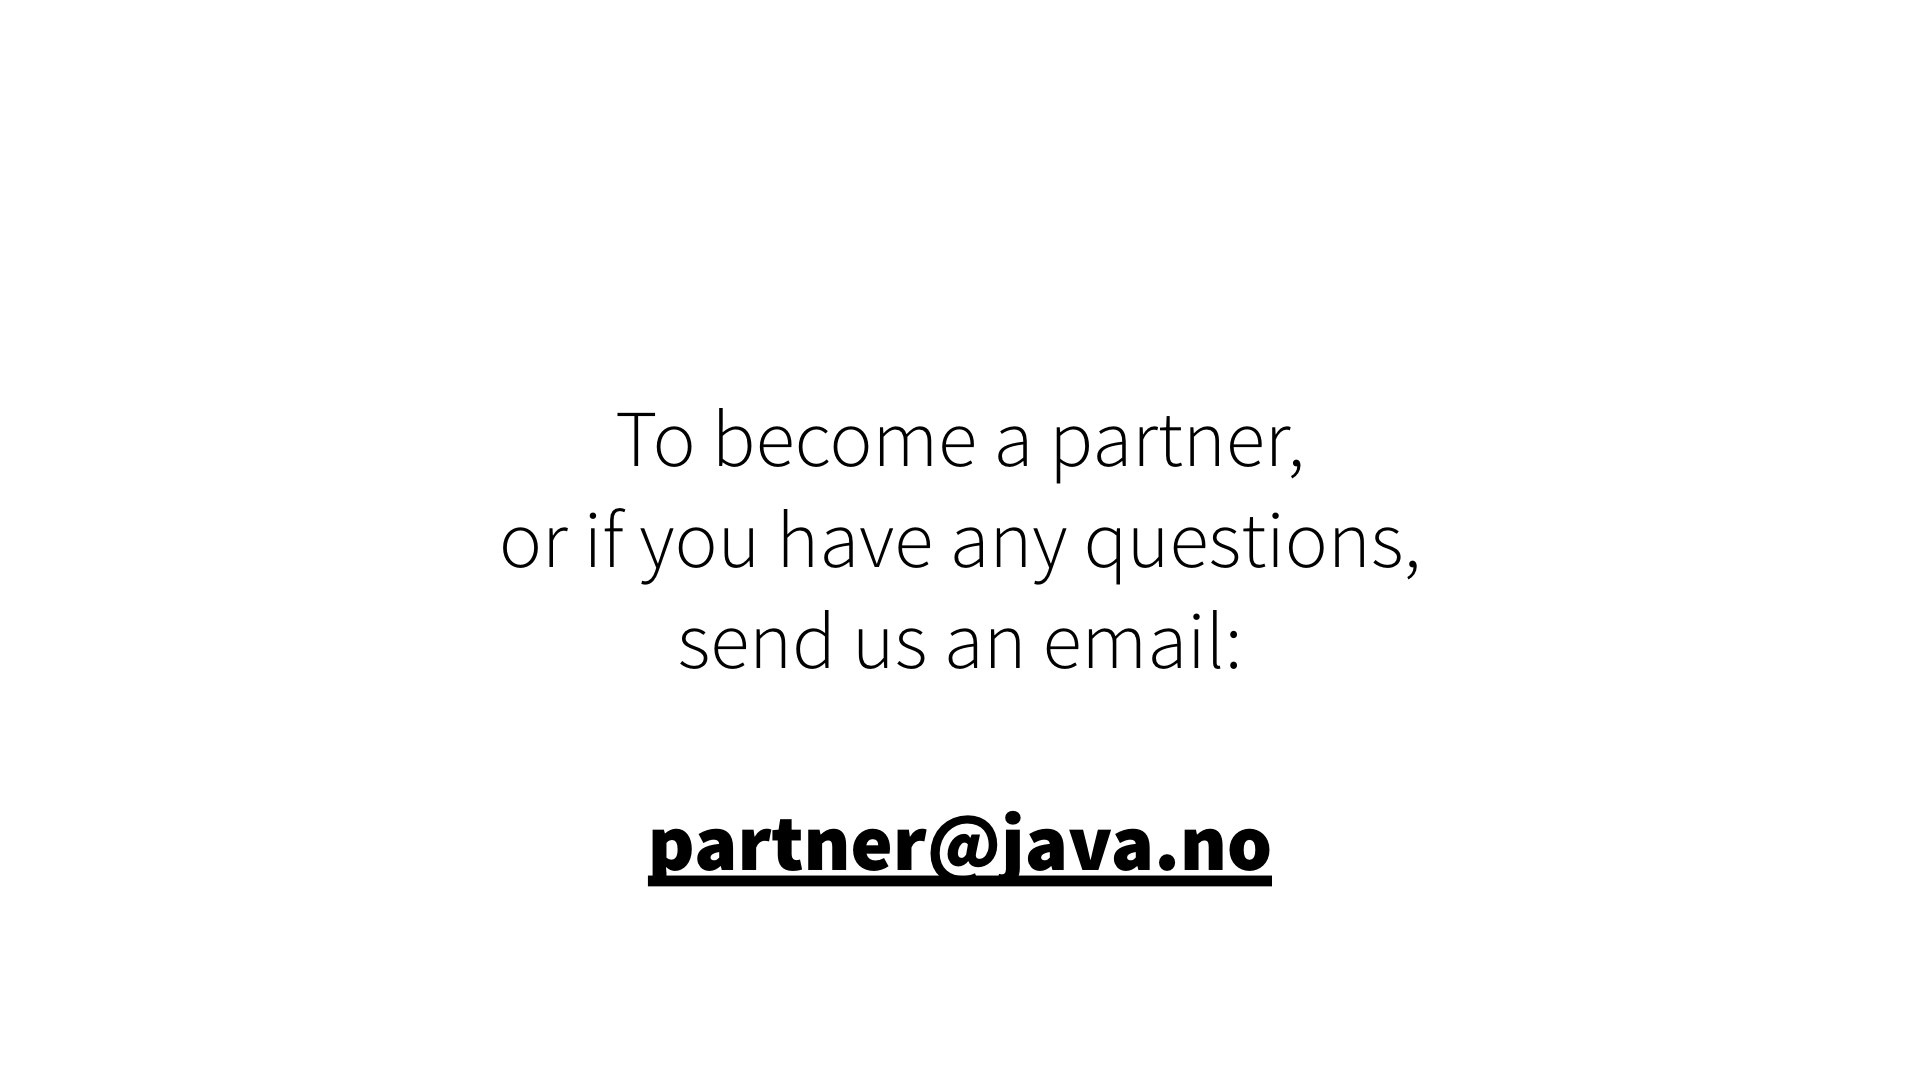 To become a partner,
or if you have any questions,
send us an email:
partner@java.no